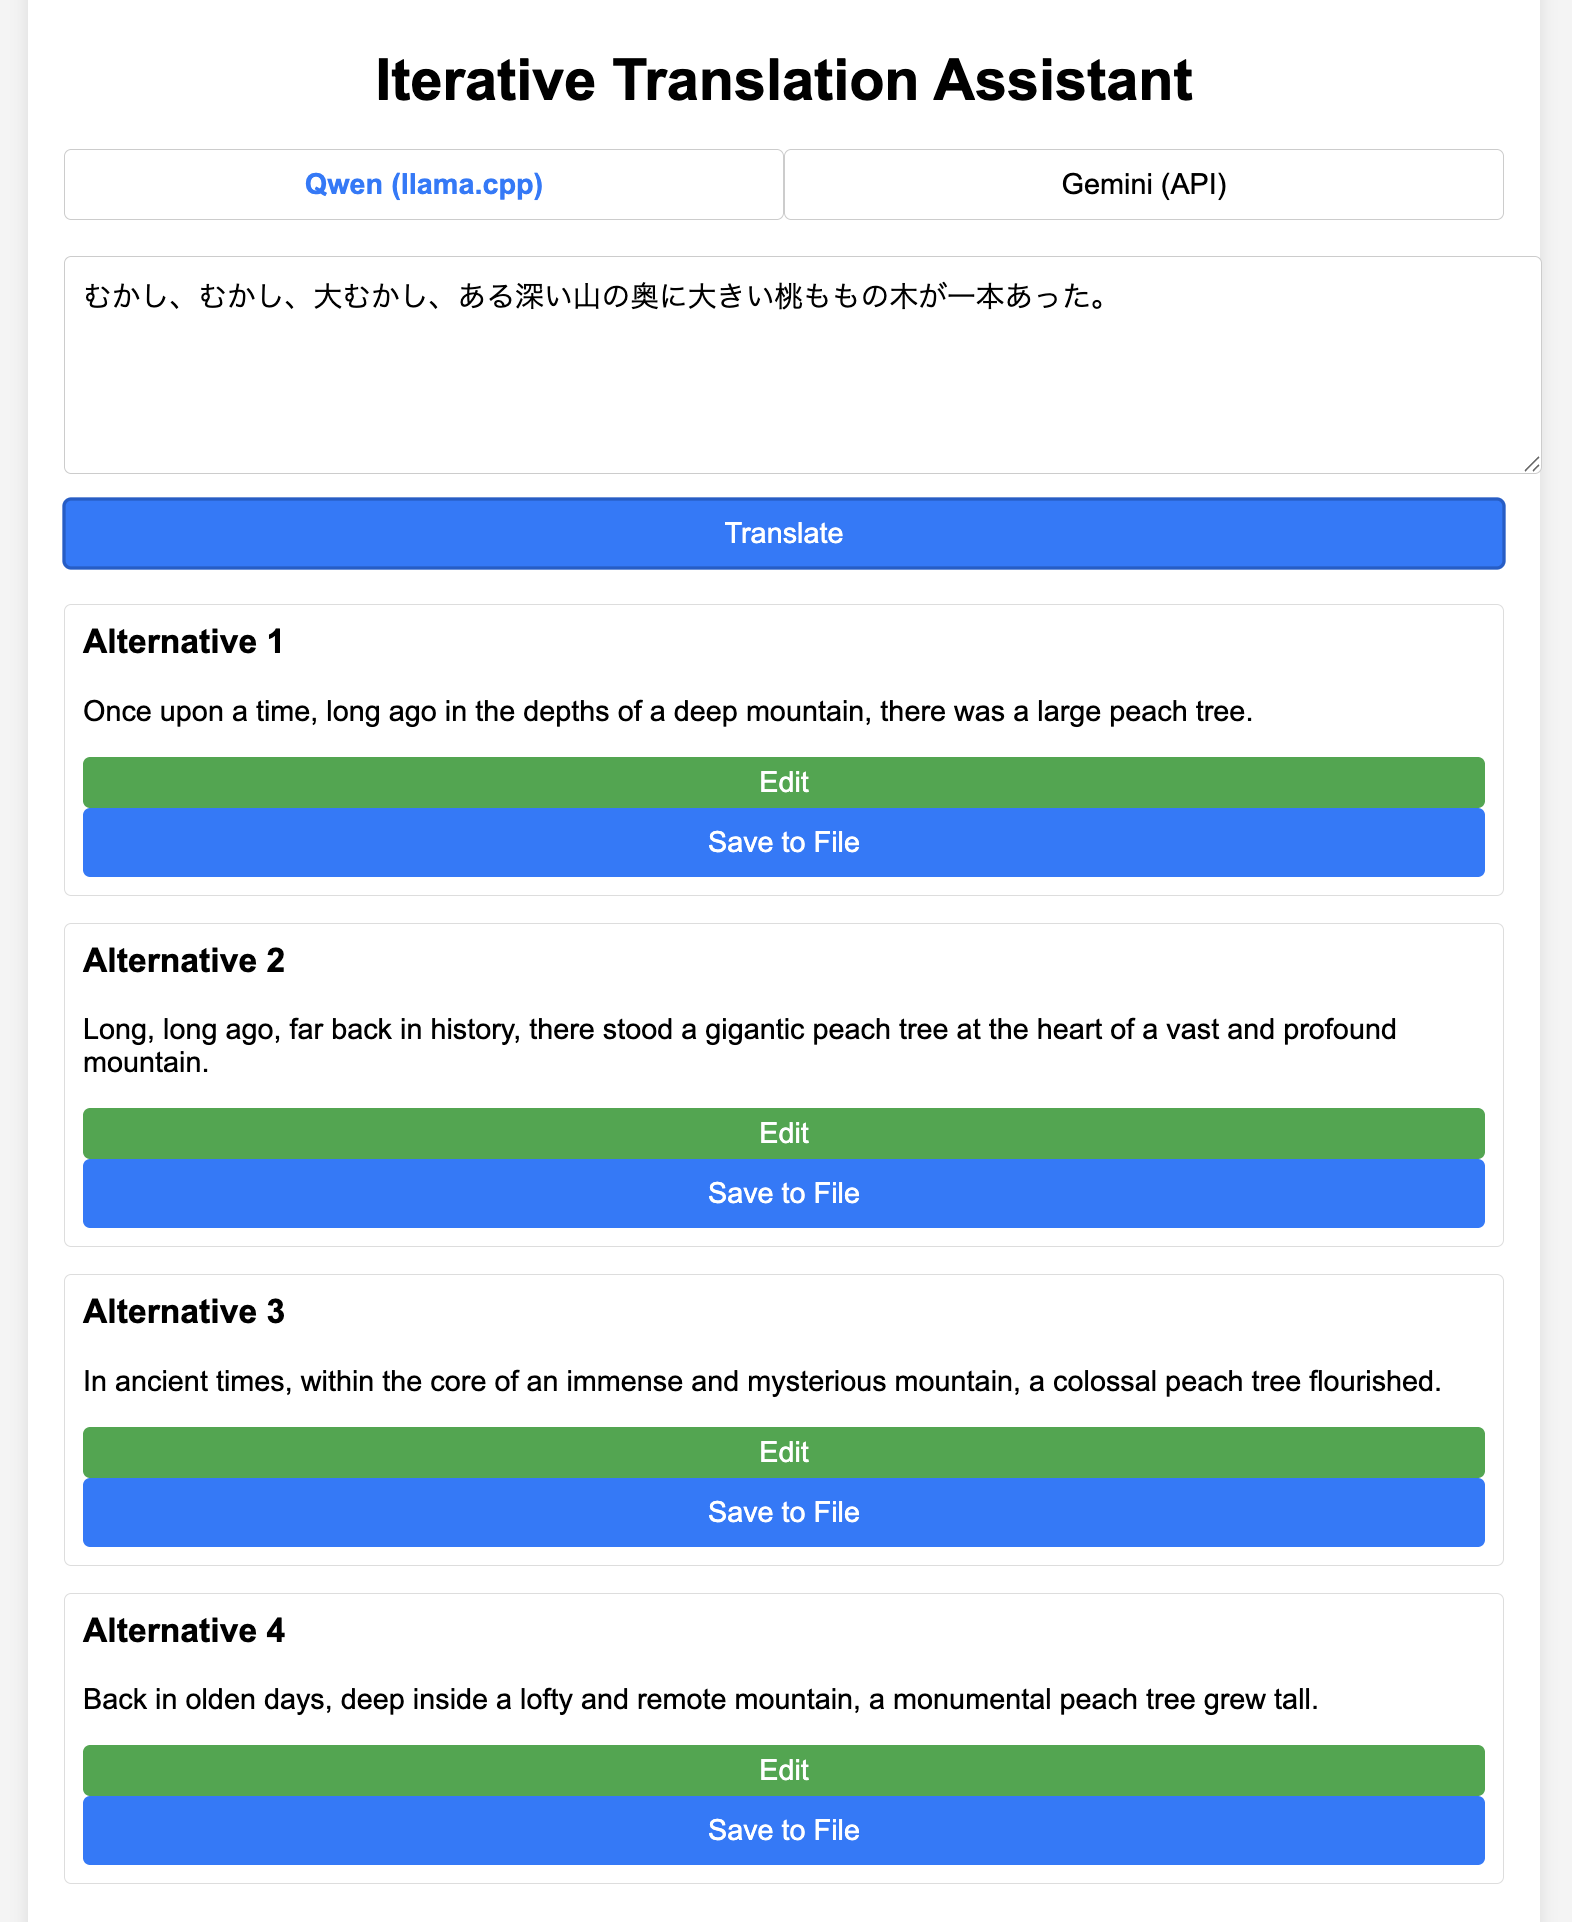 Iterative Translation Assistant
Qwen (llama.cpp)
Gemini (API)
むかし、むかし、大むかし、ある深い山の奥に大きい桃ももの木が一本あった。
Translate
Alternative 1
Once upon a time, long ago in the depths of a deep mountain, there was a large peach tree.
Edit
Save to File
Alternative 2
Long, long ago, far back in history, there stood a gigantic peach tree at the heart of a vast and profound
mountain.
Edit
Save to File
Alternative 3
In ancient times, within the core of an immense and mysterious mountain, a colossal peach tree flourished.
Edit
Save to File
Alternative 4
Back in olden days, deep inside a lofty and remote mountain, a monumental peach tree grew tall.
Edit
Save to File